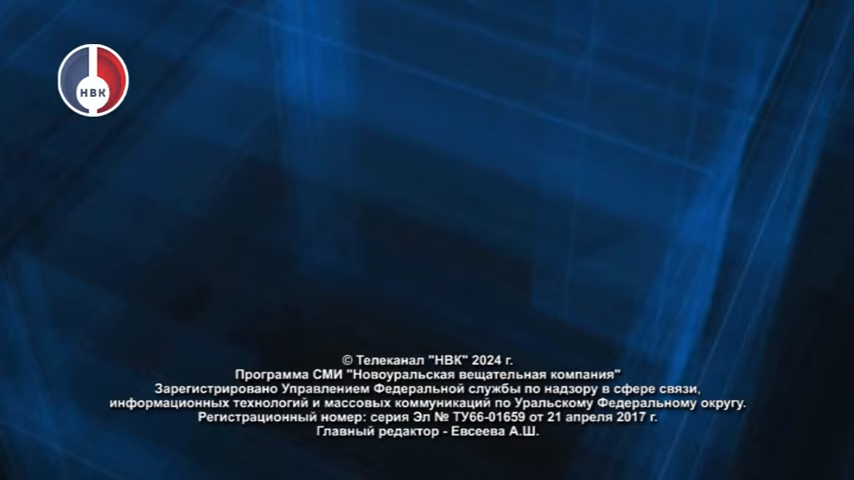 НВК
© Телеканал "НВК" 2024 г.
Программа СМИ "Новоуральская вещательная компания"
Зарегистрировано Управлением Федеральной службы по надзору в сфере связи,
информационных технологий и массовых коммуникаций по Уральскому Федеральному округу.
Регистрационный номер: серия Эл № ТУ66-01659 от 21 апреля 2017 г.
Главный редактор - Евсеева А.Ш.